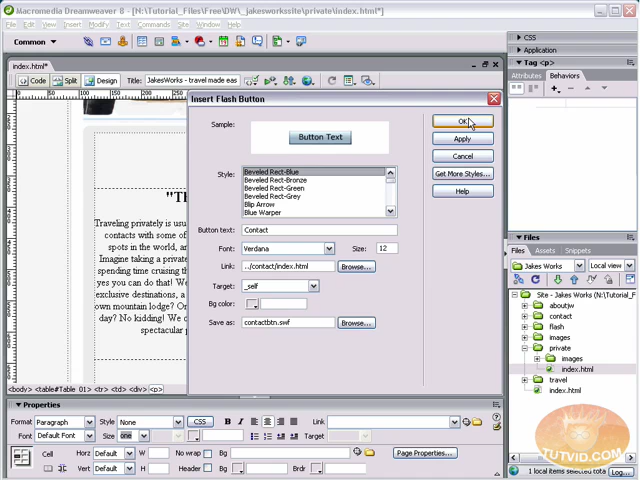 Macromedia Dreamweaver 8 - [N:\Tutorial_Files\Free\DW\_jakesworkssite\private\index.html*]
File Edit View Insert Modify Text Commands Site Window Help
Common
index.html*
Code Split Design Title: JakesWorks - travel made eas
Insert Flash Button
Sample:
Button Text
Style:
Beveled Rect-Blue
Beveled Rect-Bronze
Beveled Rect-Green
Beveled Rect-Grey
Blip Arrow
Blue Warper
Button text: Contact
Font: Verdana Size: 12
Link: ../contact/index.html Browse...
Target: _self
Bg color:
Save as: contactbtn.swf Browse...
OK
Apply
Cancel
Get More Styles...
Help
"T
Traveling privately is usu
contacts with some of
spots in the world, an
Imagine taking a private
spending time cruising th
yes you can do that! W
exclusive destinations, a
own mountain lodge? Or
day? No kidding! We c
spectacular p
<body> <table#Table 01> <tr> <td> <div> <p>
CSS
Application
Tag <p>
Attributes Behaviors
Files
Files Assets Snippets
Jakes Works Local view
Site - Jakes Works (N:\Tutorial_F
aboutjw
contact
flash
images
private
images
index.html
travel
index.html
1 local items selected tota Log...
Properties
Format Paragraph Style None CSS B I Link
Font Default Font Size one Target
Cell Horz Default W No wrap Bg Page Properties...
Vert Default H Header Bg Brdr
TUTVID.COM